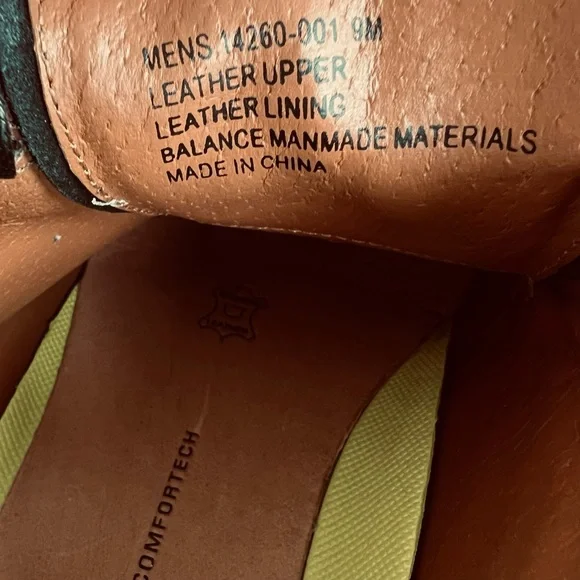 MENS 14260-001 9M
LEATHER UPPER
LEATHER LINING
BALANCE MANMADE MATERIALS
MADE IN CHINA
COMFORTECH